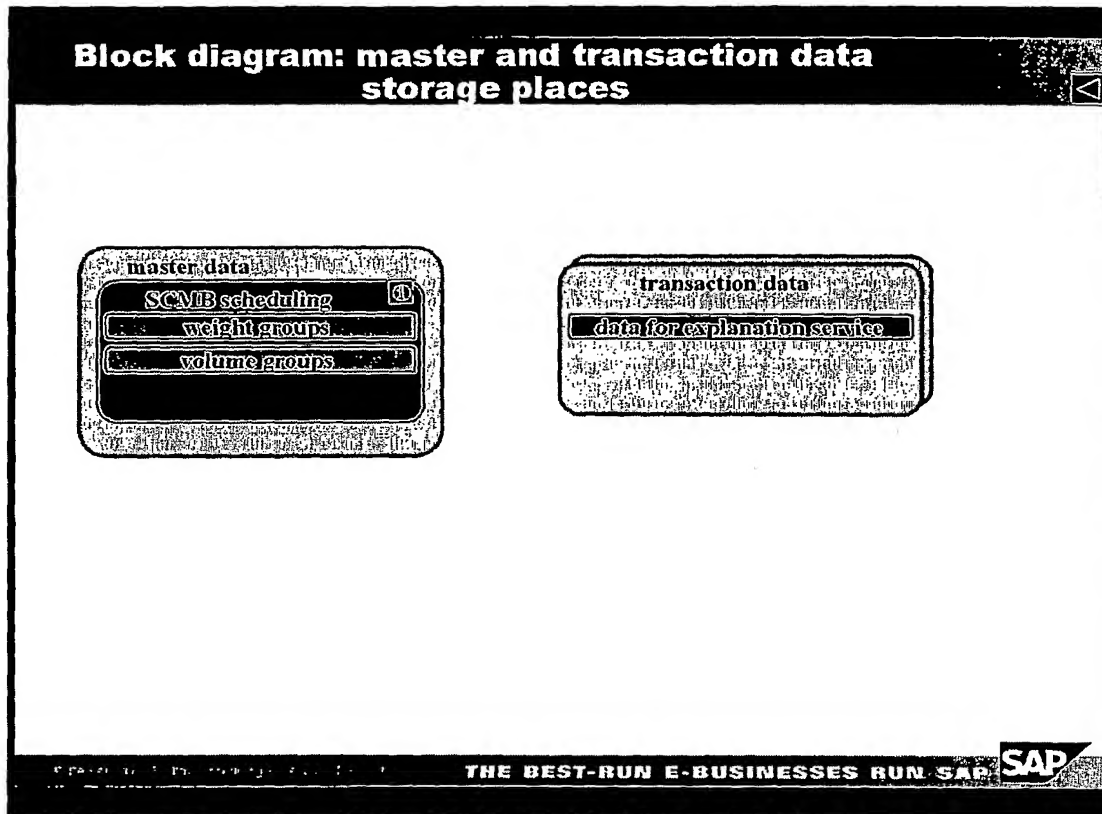 Block diagram: master and transaction data
storage places
master data
SCMB scheduling
weight groups
volume groups
transaction data
data for explanation service
THE BEST-RUN E-BUSINESSES RUN SAP
SAP